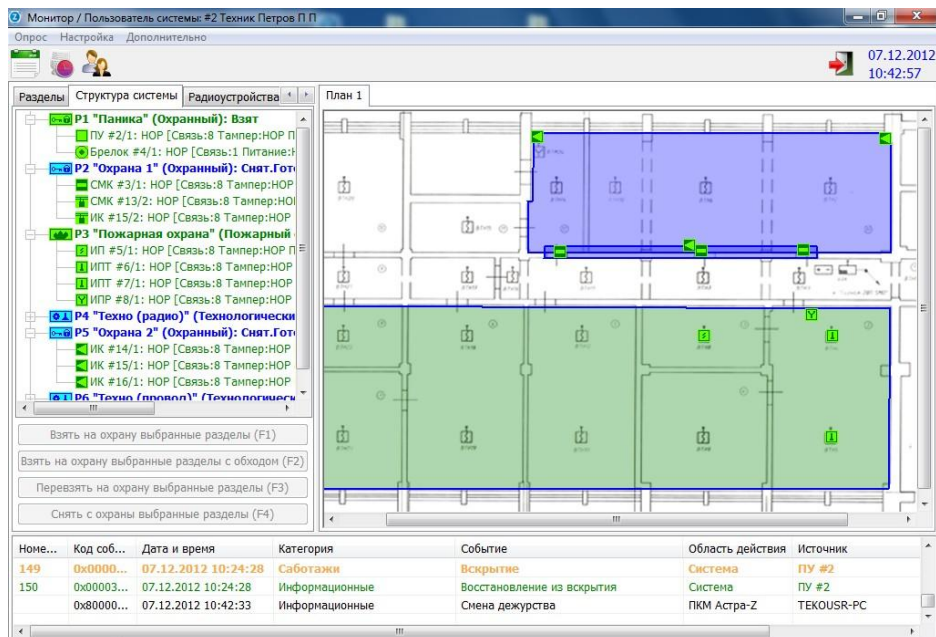 Монитор / Пользователь системы: #2 Техник Петров П П
Опрос Настройка Дополнительно
07.12.2012
10:42:57
Разделы Структура системы Радиоустройства
План 1
Р1 "Паника" (Охранный): Взят
ПУ #2/1: НОР [Связь:8 Тампер:НОР П
Брелок #4/1: НОР [Связь:1 Питание:Н
Р2 "Охрана 1" (Охранный): Снят.Гото
СМК #3/1: НОР [Связь:8 Тампер:НОР
СМК #13/2: НОР [Связь:8 Тампер:НОР
ИК #15/2: НОР [Связь:8 Тампер:НОР
Р3 "Пожарная охрана" (Пожарный
ИП #5/1: НОР [Связь:8 Тампер:НОР П
ИПТ #6/1: НОР [Связь:8 Тампер:НОР
ИПТ #7/1: НОР [Связь:8 Тампер:НОР
ИПР #8/1: НОР [Связь:8 Тампер:НОР
Р4 "Техно (радио)" (Технологически
Р5 "Охрана 2" (Охранный): Снят.Гото
ИК #14/1: НОР [Связь:8 Тампер:НОР
ИК #15/1: НОР [Связь:8 Тампер:НОР
ИК #16/1: НОР [Связь:8 Тампер:НОР
Р6 "Техно (провод)" (Технологически
Взять на охрану выбранные разделы (F1)
Взять на охрану выбранные разделы с обходом (F2)
Перевзять на охрану выбранные разделы (F3)
Снять с охраны выбранные разделы (F4)
Номе... Код соб... Дата и время Категория Событие Область действия Источник
149 0x0000... 07.12.2012 10:24:28 Саботажи Вскрытие Система ПУ #2
150 0x00003... 07.12.2012 10:24:28 Информационные Восстановление из вскрытия Система ПУ #2
0x80000... 07.12.2012 10:42:33 Информационные Смена дежурства ПКМ Астра-Z TEKOUSR-PC